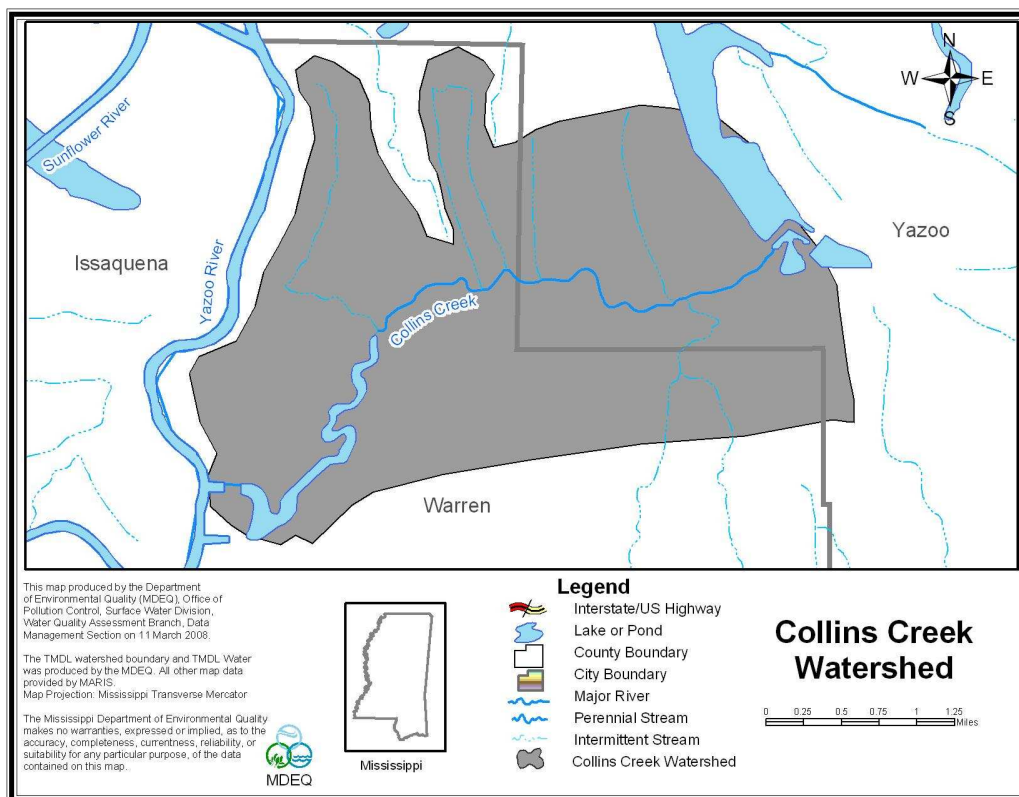 N
W E
S
Sunflower River
Yazoo
Issaquena
Yazoo River
Collins Creek
Warren
This map produced by the Department
of Environmental Quality (MDEQ), Office of
Pollution Control, Surface Water Division,
Water Quality Assessment Branch, Data
Management Section on 11 March 2008.
The TMDL watershed boundary and TMDL Water
was produced by the MDEQ. All other map data
provided by MARIS.
Map Projection: Mississippi Transverse Mercator
The Mississippi Department of Environmental Quality
makes no warranties, expressed or implied, as to the
accuracy, completeness, currentness, reliability, or
suitability for any particular purpose, of the data
contained on this map.
MDEQ
Mississippi
Legend
Interstate/US Highway
Lake or Pond
County Boundary
City Boundary
Major River
Perennial Stream
Intermittent Stream
Collins Creek Watershed
Collins Creek
Watershed
0 0.25 0.5 0.75 1 1.25
Miles